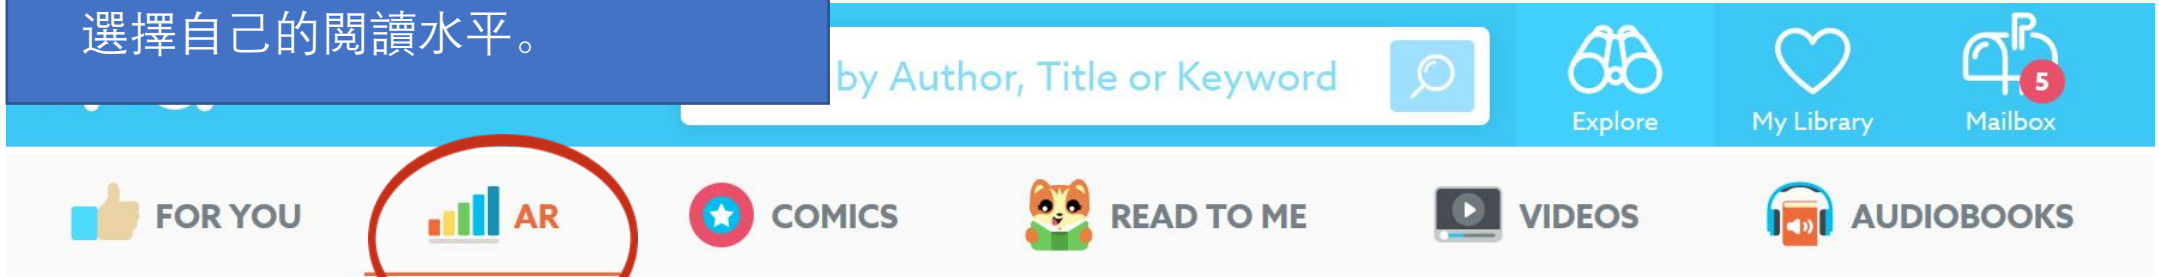 選擇自己的閱讀水平。
by Author, Title or Keyword
Explore
My Library
5
Mailbox
FOR YOU
AR
COMICS
READ TO ME
VIDEOS
AUDIOBOOKS